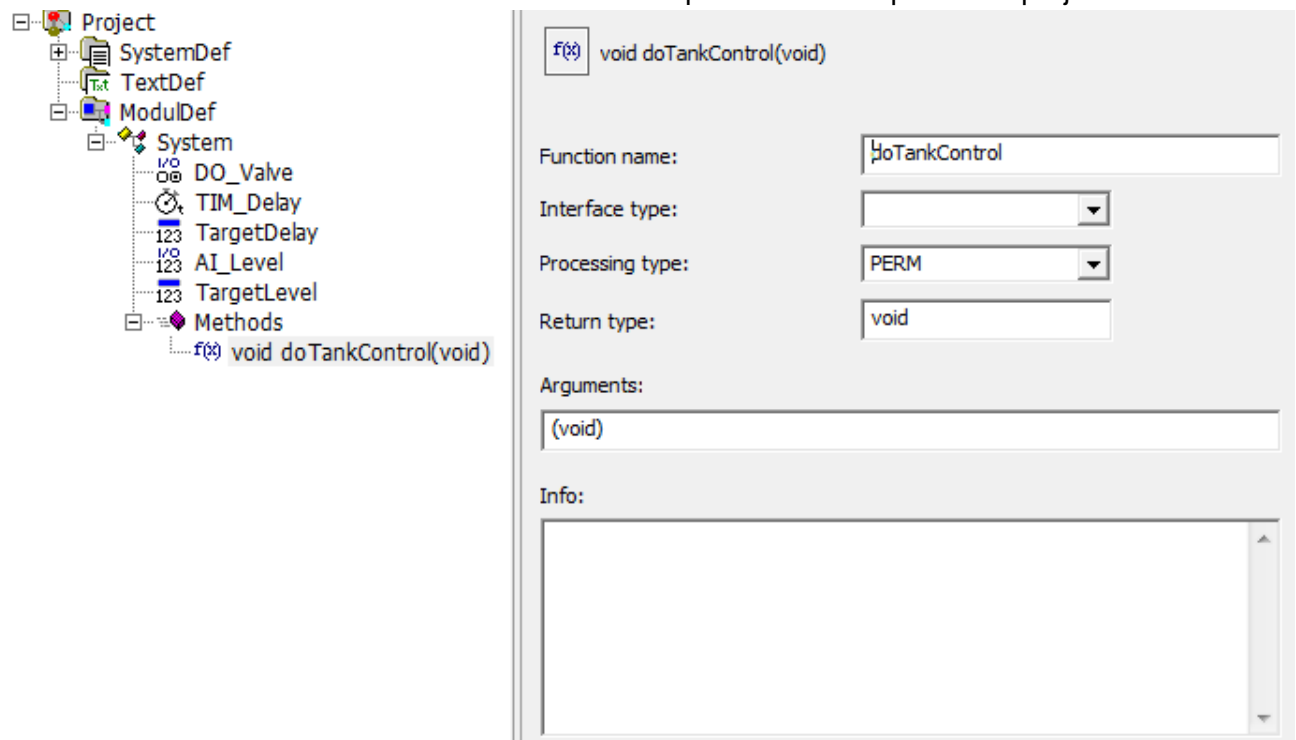 Project
SystemDef
TextDef
ModulDef
System
DO_Valve
TIM_Delay
TargetDelay
AI_Level
TargetLevel
Methods
f(x) void doTankControl(void)
f(x) void doTankControl(void)
Function name: doTankControl
Interface type:
Processing type: PERM
Return type: void
Arguments:
(void)
Info: